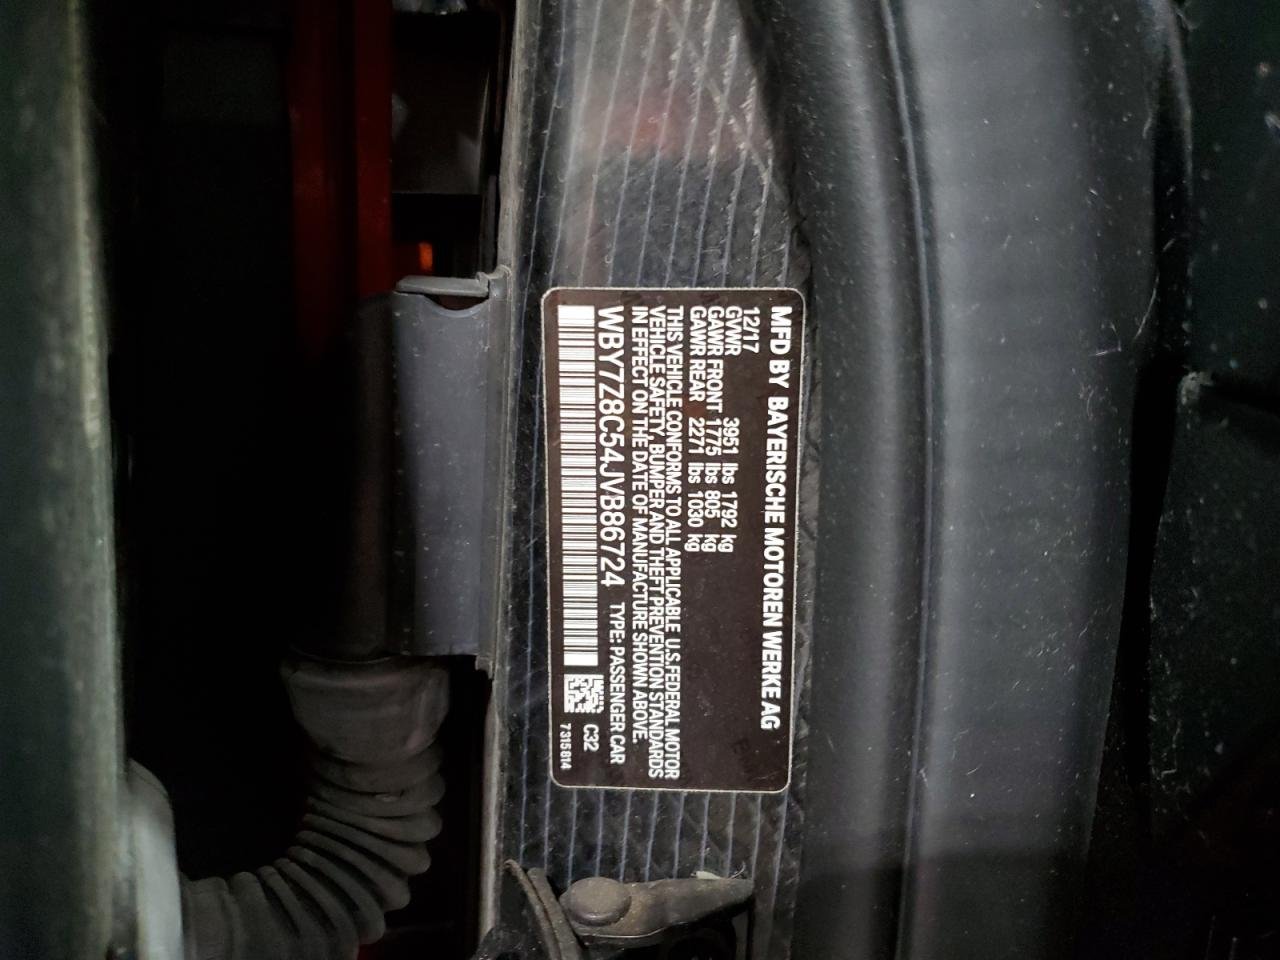 MFD BY BAYERISCHE MOTOREN WERKE AG
12/17
GVWR 3951 lbs 1792 kg
GAWR FRONT 1775 lbs 805 kg
GAWR REAR 2271 lbs 1030 kg
THIS VEHICLE CONFORMS TO ALL APPLICABLE U.S.FEDERAL MOTOR
VEHICLE SAFETY, BUMPER AND THEFT PREVENTION STANDARDS
IN EFFECT ON THE DATE OF MANUFACTURE SHOWN ABOVE.
WBY7Z8C54JVB86724 TYPE: PASSENGER CAR
C32
7315614